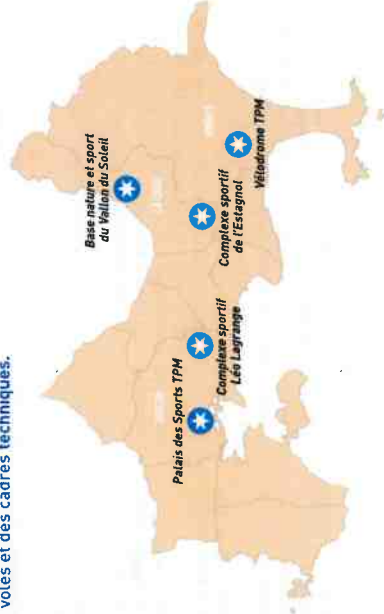 voles et des cadres techniques.
Base nature et sport
du Vallon du Soleil
Palais des Sports TPM
Complexe sportif
Léo Lagrange
Complexe sportif
de l'Estagnol
Vélodrome TPM